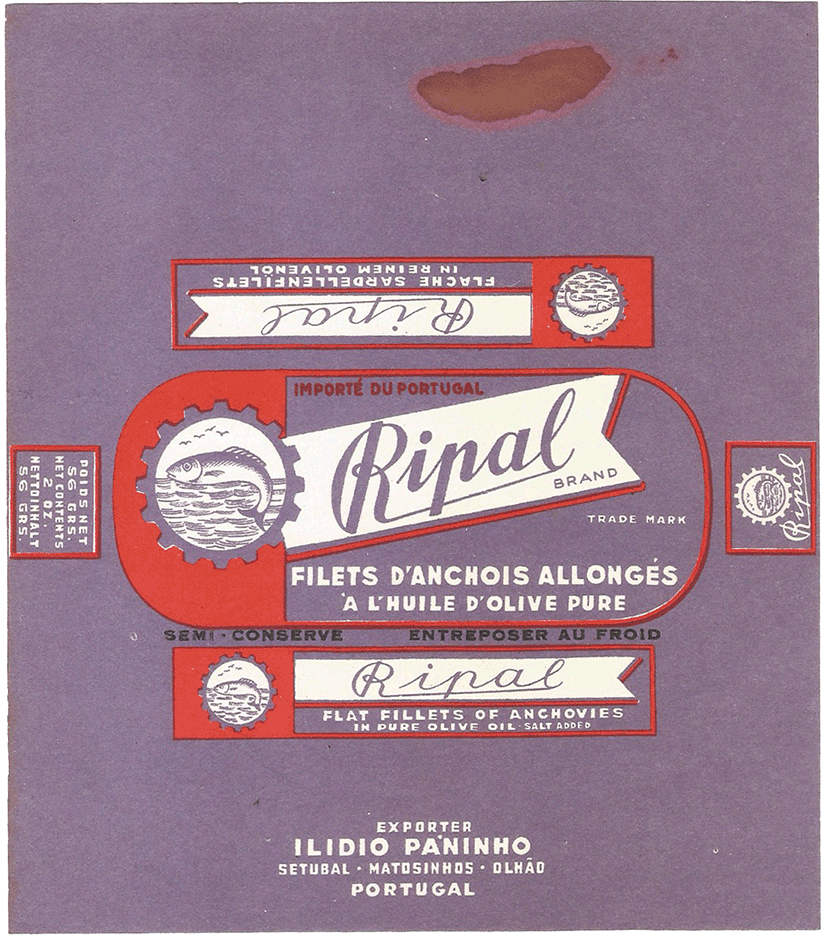 FLACHE SARDELLENFILETS
IN REINEM OLIVENÖL
Ripal
IMPORTÉ DU PORTUGAL
Ripal
BRAND
TRADE MARK
FILETS D'ANCHOIS ALLONGÉS
À L'HUILE D'OLIVE PURE
POIDS NET
56 GRS.
NET CONTENTS
2 OZ.
NETTOINHALT
56 GRS.
Ripal
SEMI-CONSERVE ENTREPOSER AU FROID
Ripal
FLAT FILLETS OF ANCHOVIES
IN PURE OLIVE OIL-SALT ADDED
EXPORTER
ILIDIO PANINHO
SETUBAL · MATOSINHOS · OLHÃO
PORTUGAL